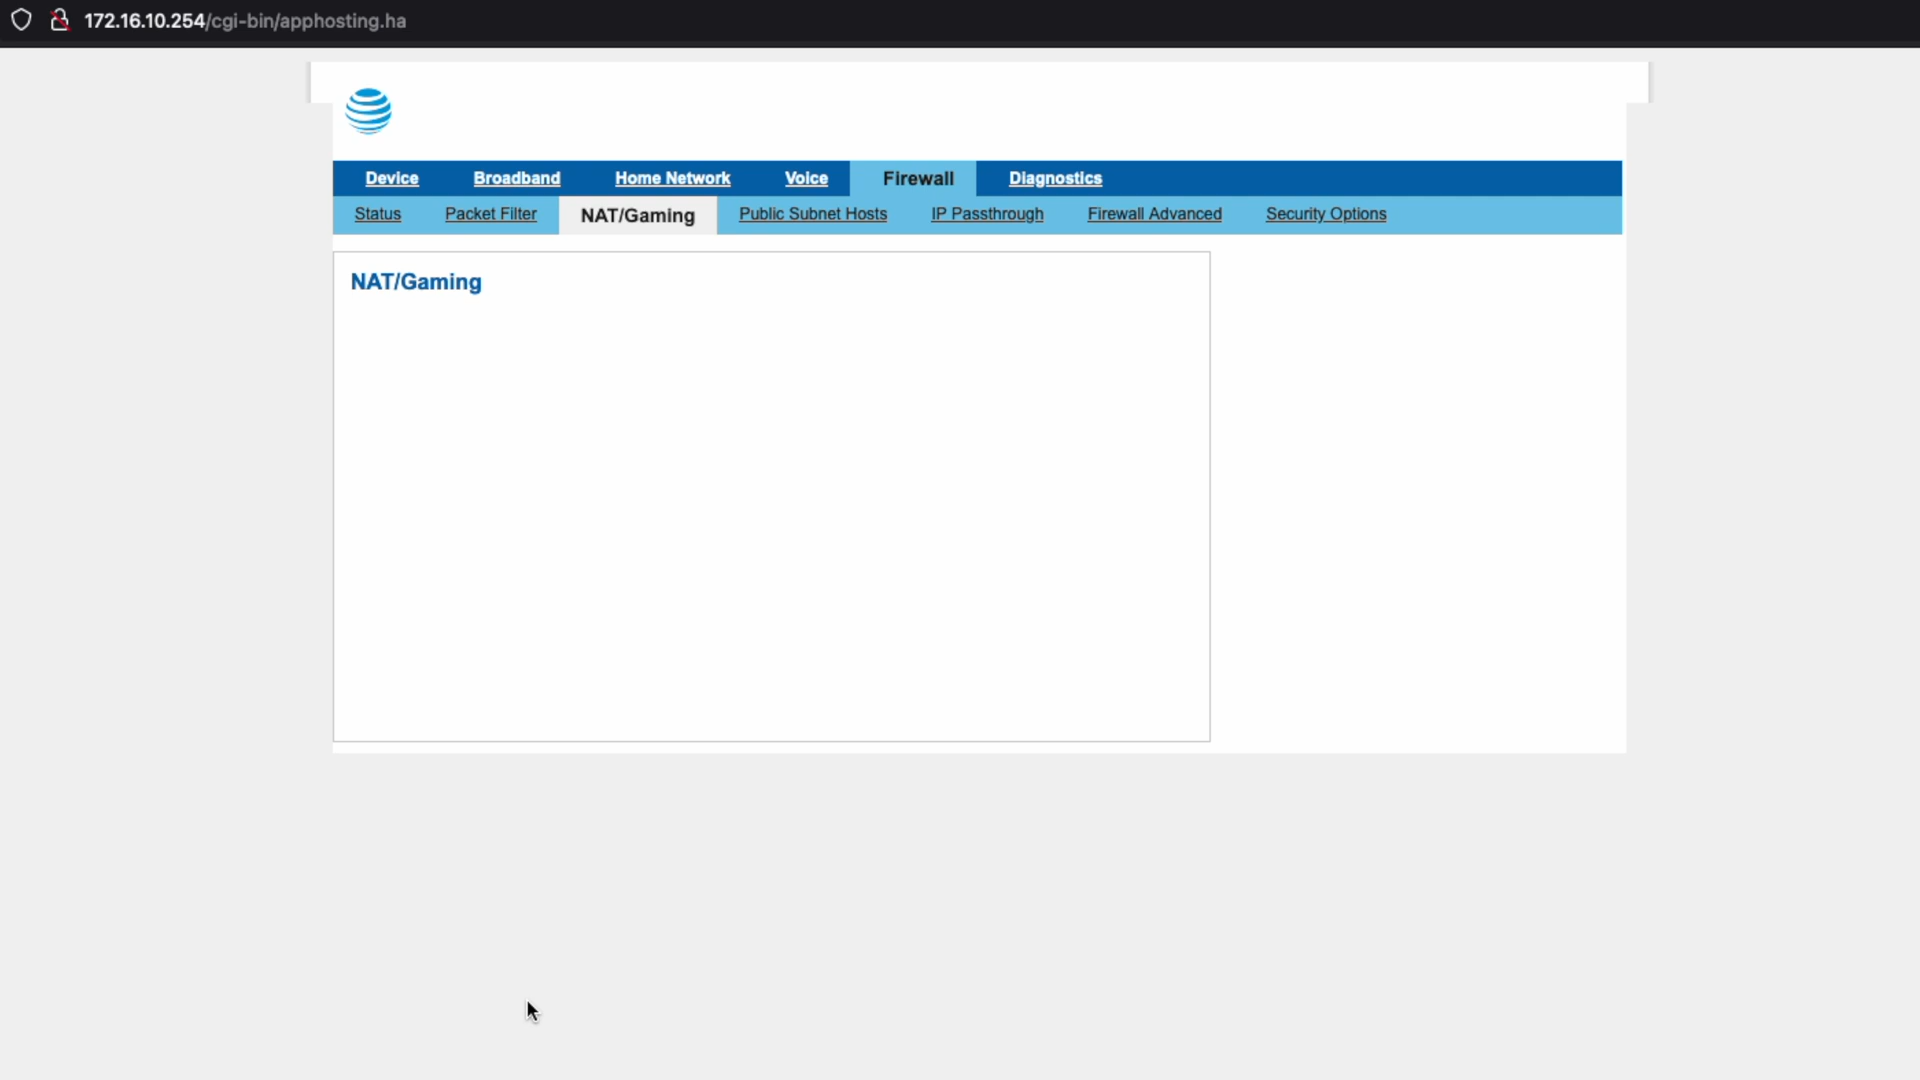 172.16.10.254/cgi-bin/apphosting.ha
Device Broadband Home Network Voice Firewall Diagnostics
Status Packet Filter NAT/Gaming Public Subnet Hosts IP Passthrough Firewall Advanced Security Options
NAT/Gaming